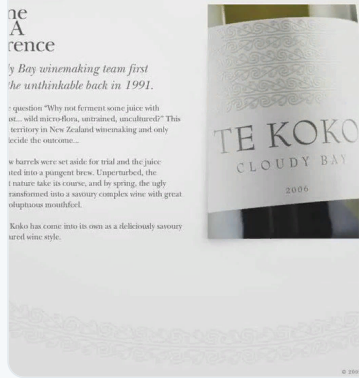 ne
A
rence
y Bay winemaking team first
the unthinkable back in 1991.
question "Why not ferment some juice with
st... wild micro-flora, untrained, uncultured?" This
territory in New Zealand winemaking and only
decide the outcome...
w barrels were set aside for trial and the juice
nted into a pungent brew. Unperturbed, the
t nature take its course, and by spring, the ugly
ransformed into a savoury complex wine with great
oluptuous mouthfeel.
Koko has come into its own as a deliciously savoury
ured wine style.
TE KOKO
CLOUDY BAY
2006
© 200